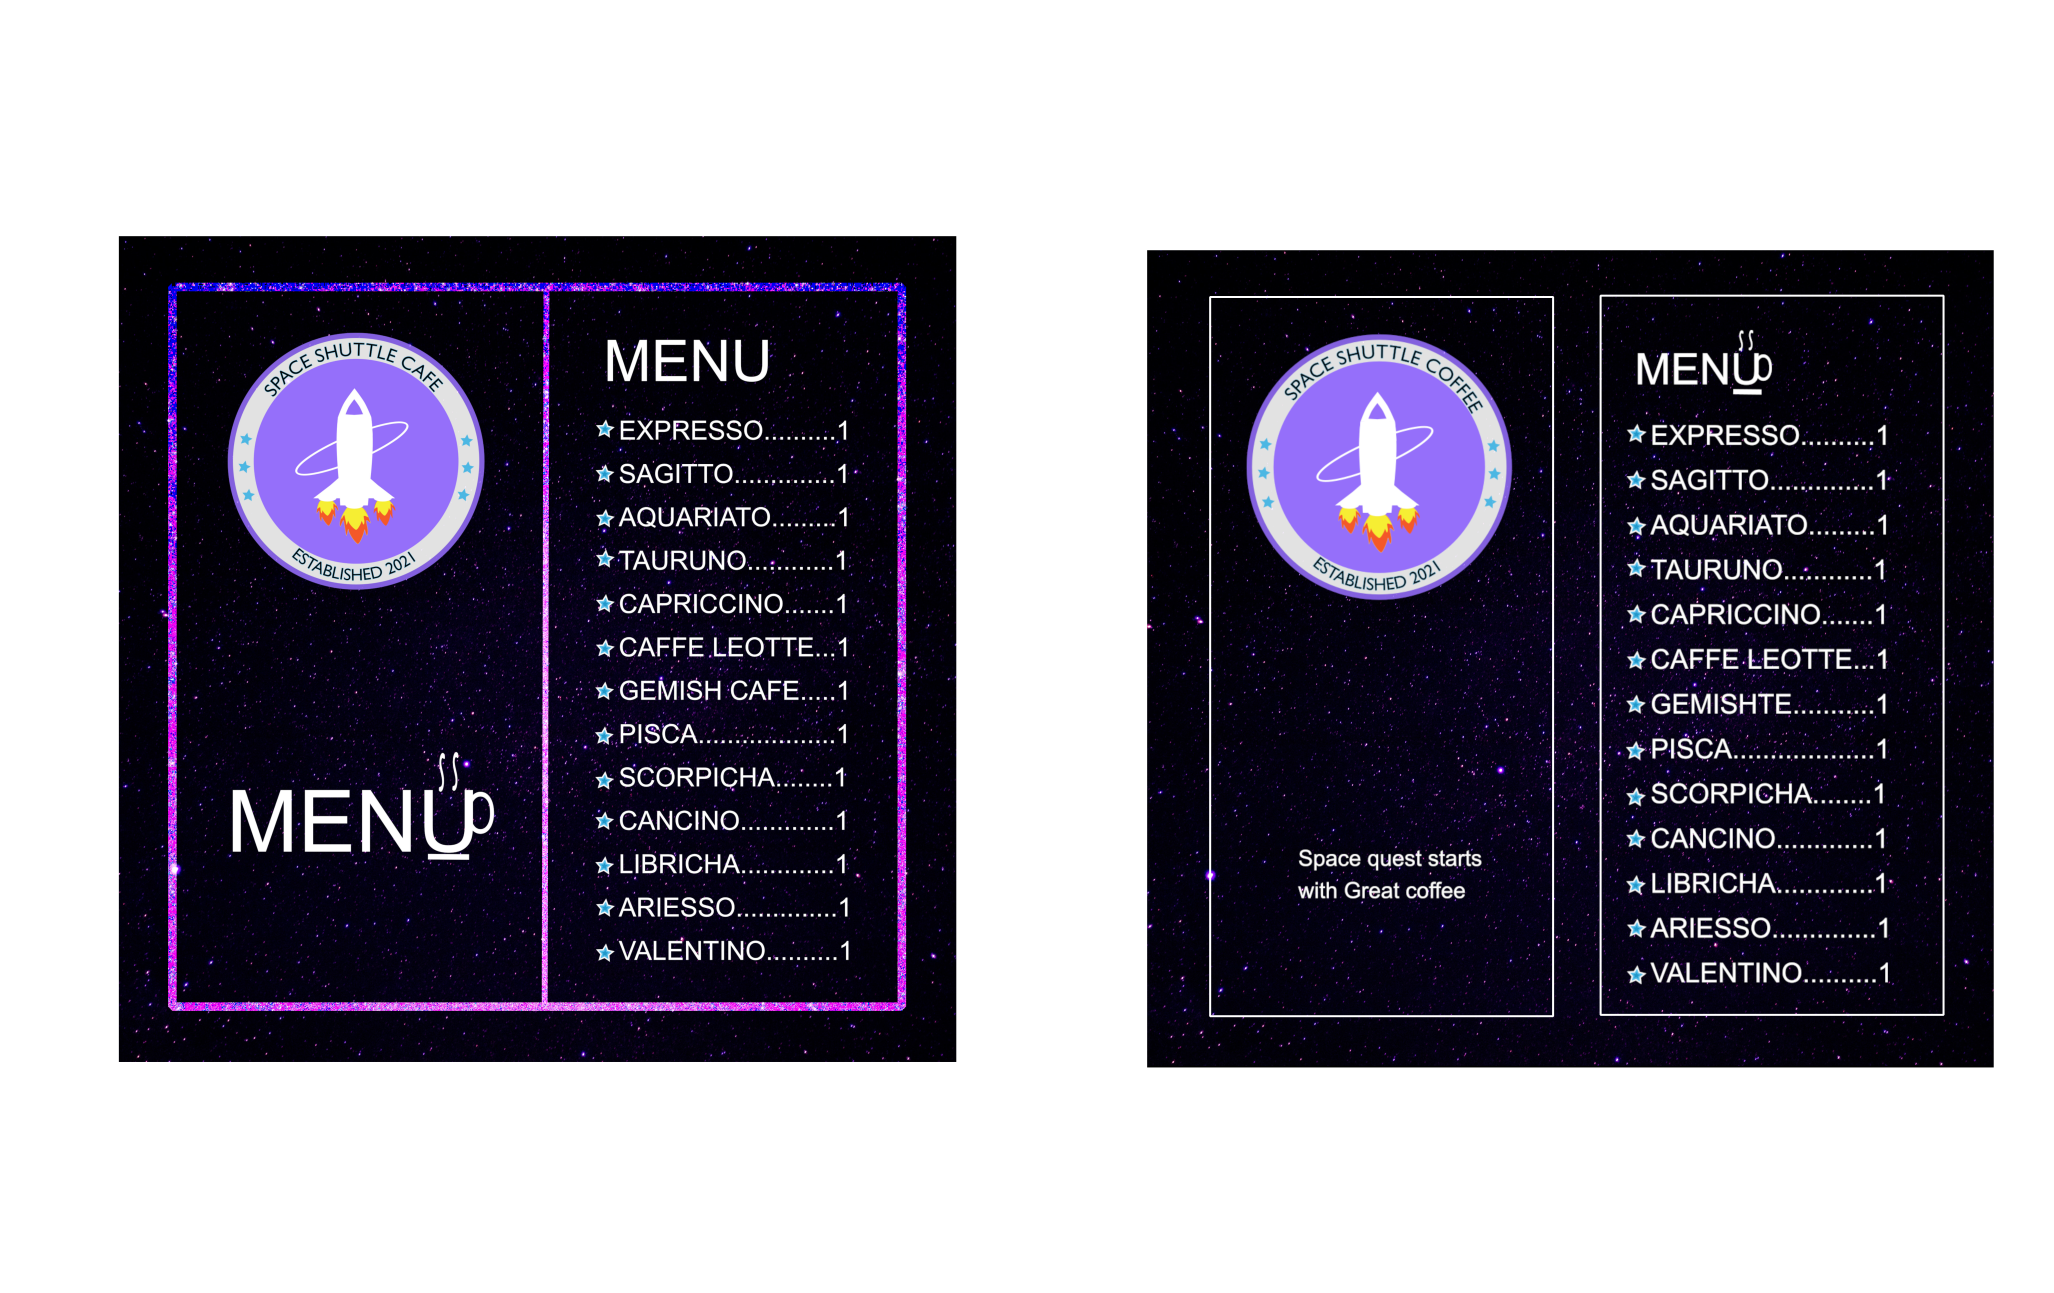 SPACE SHUTTLE CAFE
ESTABLISHED 2021
MENU
MENU
EXPRESSO..........1
SAGITTO..............1
AQUARIATO.........1
TAURUNO............1
CAPRICCINO.......1
CAFFE LEOTTE...1
GEMISH CAFE.....1
PISCA...................1
SCORPICHA........1
CANCINO.............1
LIBRICHA.............1
ARIESSO..............1
VALENTINO..........1
SPACE SHUTTLE COFFEE
ESTABLISHED 2021
Space quest starts
with Great coffee
MENU
EXPRESSO..........1
SAGITTO..............1
AQUARIATO.........1
TAURUNO............1
CAPRICCINO.......1
CAFFE LEOTTE...1
GEMISHTE...........1
PISCA...................1
SCORPICHA........1
CANCINO.............1
LIBRICHA.............1
ARIESSO..............1
VALENTINO..........1